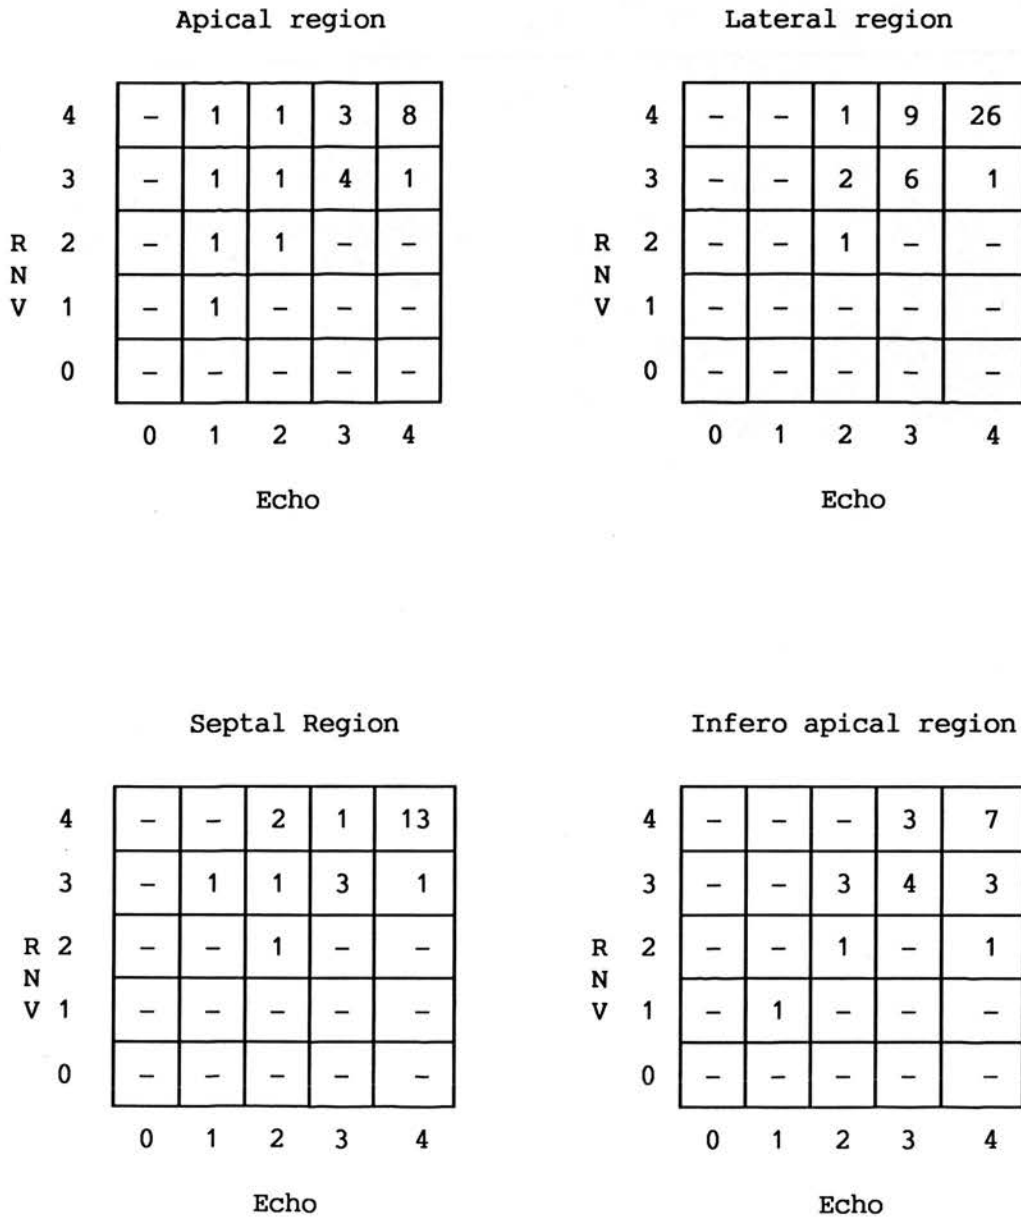 Apical region
4 – 1 1 3 8
3 – 1 1 4 1
R 2 – 1 1 – –
N
V 1 – 1 – – –
0 – – – – –
0 1 2 3 4
Echo
Lateral region
4 – – 1 9 26
3 – – 2 6 1
R 2 – – 1 – –
N
V 1 – – – – –
0 – – – – –
0 1 2 3 4
Echo
Septal Region
4 – – 2 1 13
3 – 1 1 3 1
R 2 – – 1 – –
N
V 1 – – – – –
0 – – – – –
0 1 2 3 4
Echo
Infero apical region
4 – – – 3 7
3 – – 3 4 3
R 2 – – 1 – 1
N
V 1 – 1 – – –
0 – – – – –
0 1 2 3 4
Echo